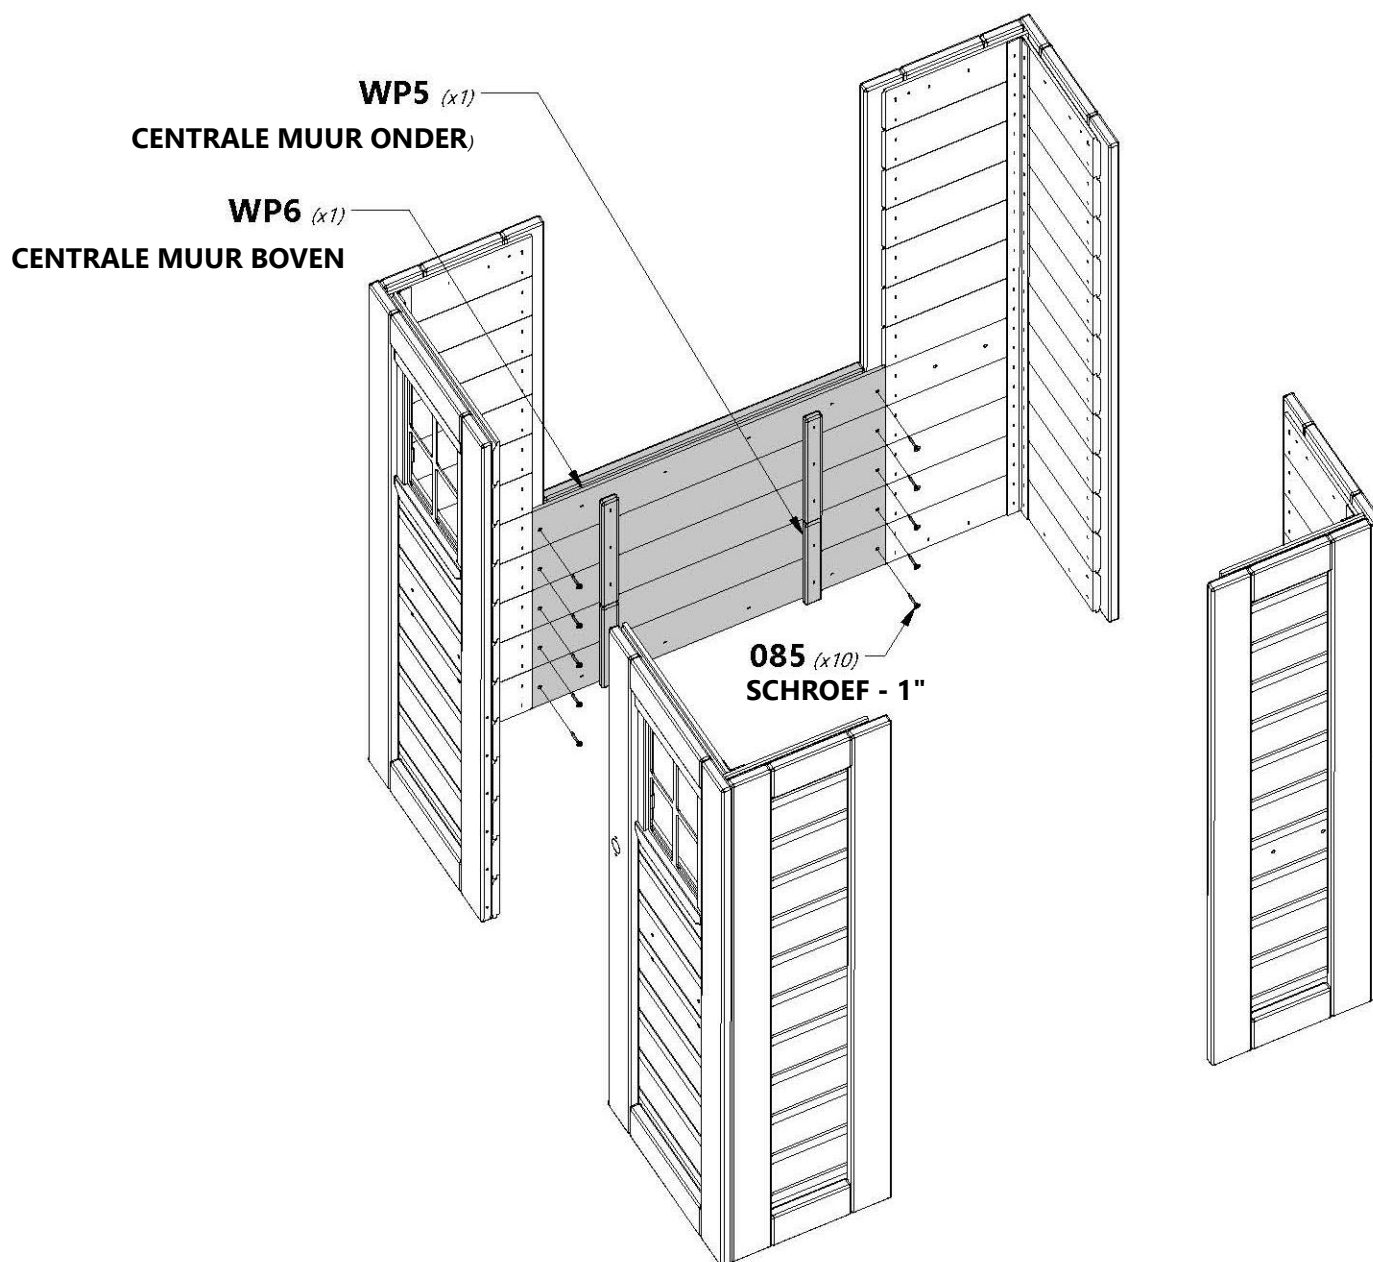 WP5 (x1)
CENTRALE MUUR ONDER)
WP6 (x1)
CENTRALE MUUR BOVEN
085 (x10)
SCHROEF - 1"